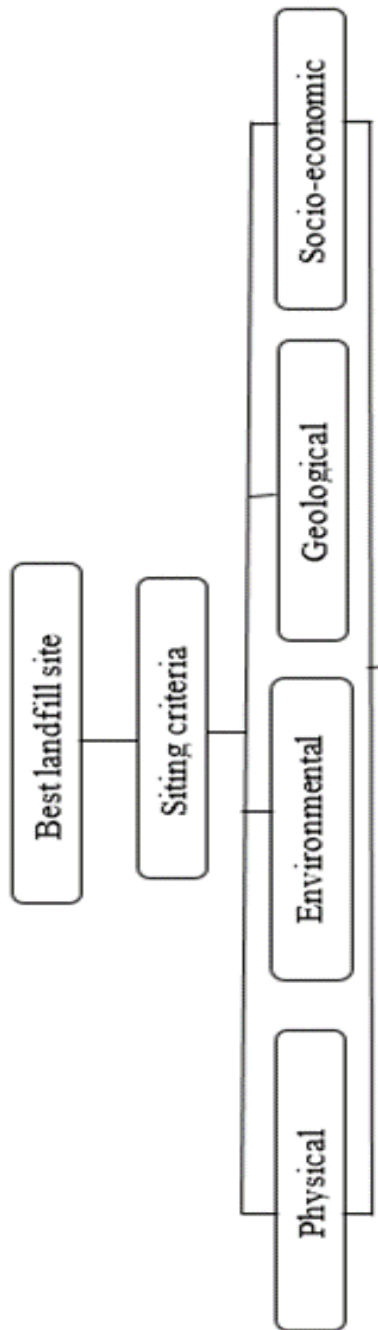 Best landfill site
Siting criteria
Physical
Environmental
Geological
Socio-economic